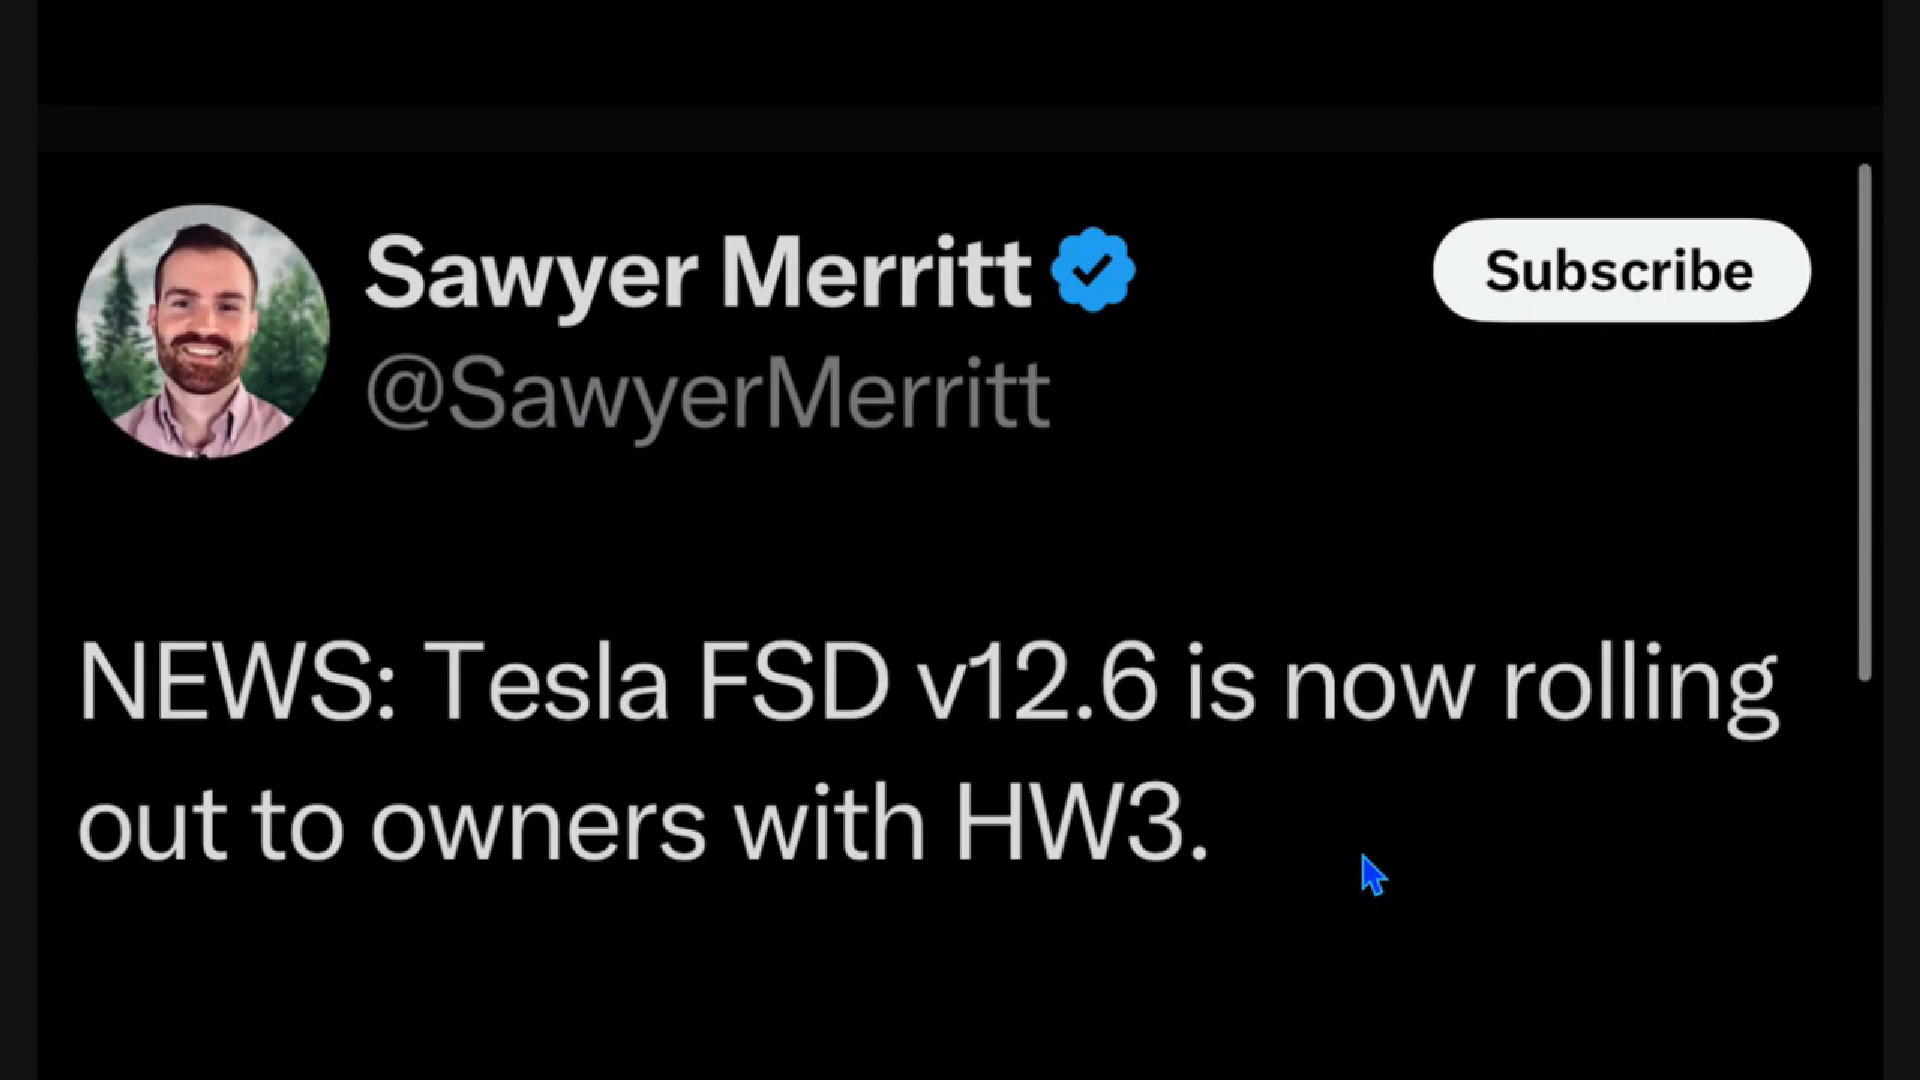 Sawyer Merritt
Subscribe
@SawyerMerritt
NEWS: Tesla FSD v12.6 is now rolling
out to owners with HW3.